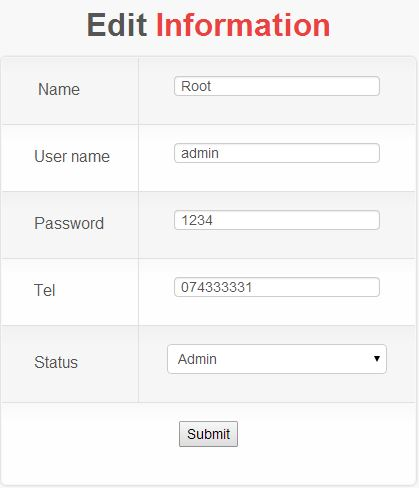 Edit Information
Name Root
User name admin
Password 1234
Tel 074333331
Status Admin
Submit